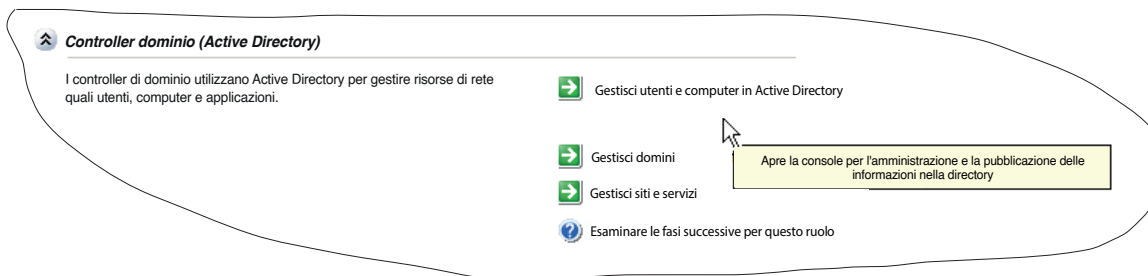 Controller dominio (Active Directory)
I controller di dominio utilizzano Active Directory per gestire risorse di rete
quali utenti, computer e applicazioni.
Gestisci utenti e computer in Active Directory
Gestisci domini
Apre la console per l'amministrazione e la pubblicazione delle
informazioni nella directory
Gestisci siti e servizi
Esaminare le fasi successive per questo ruolo